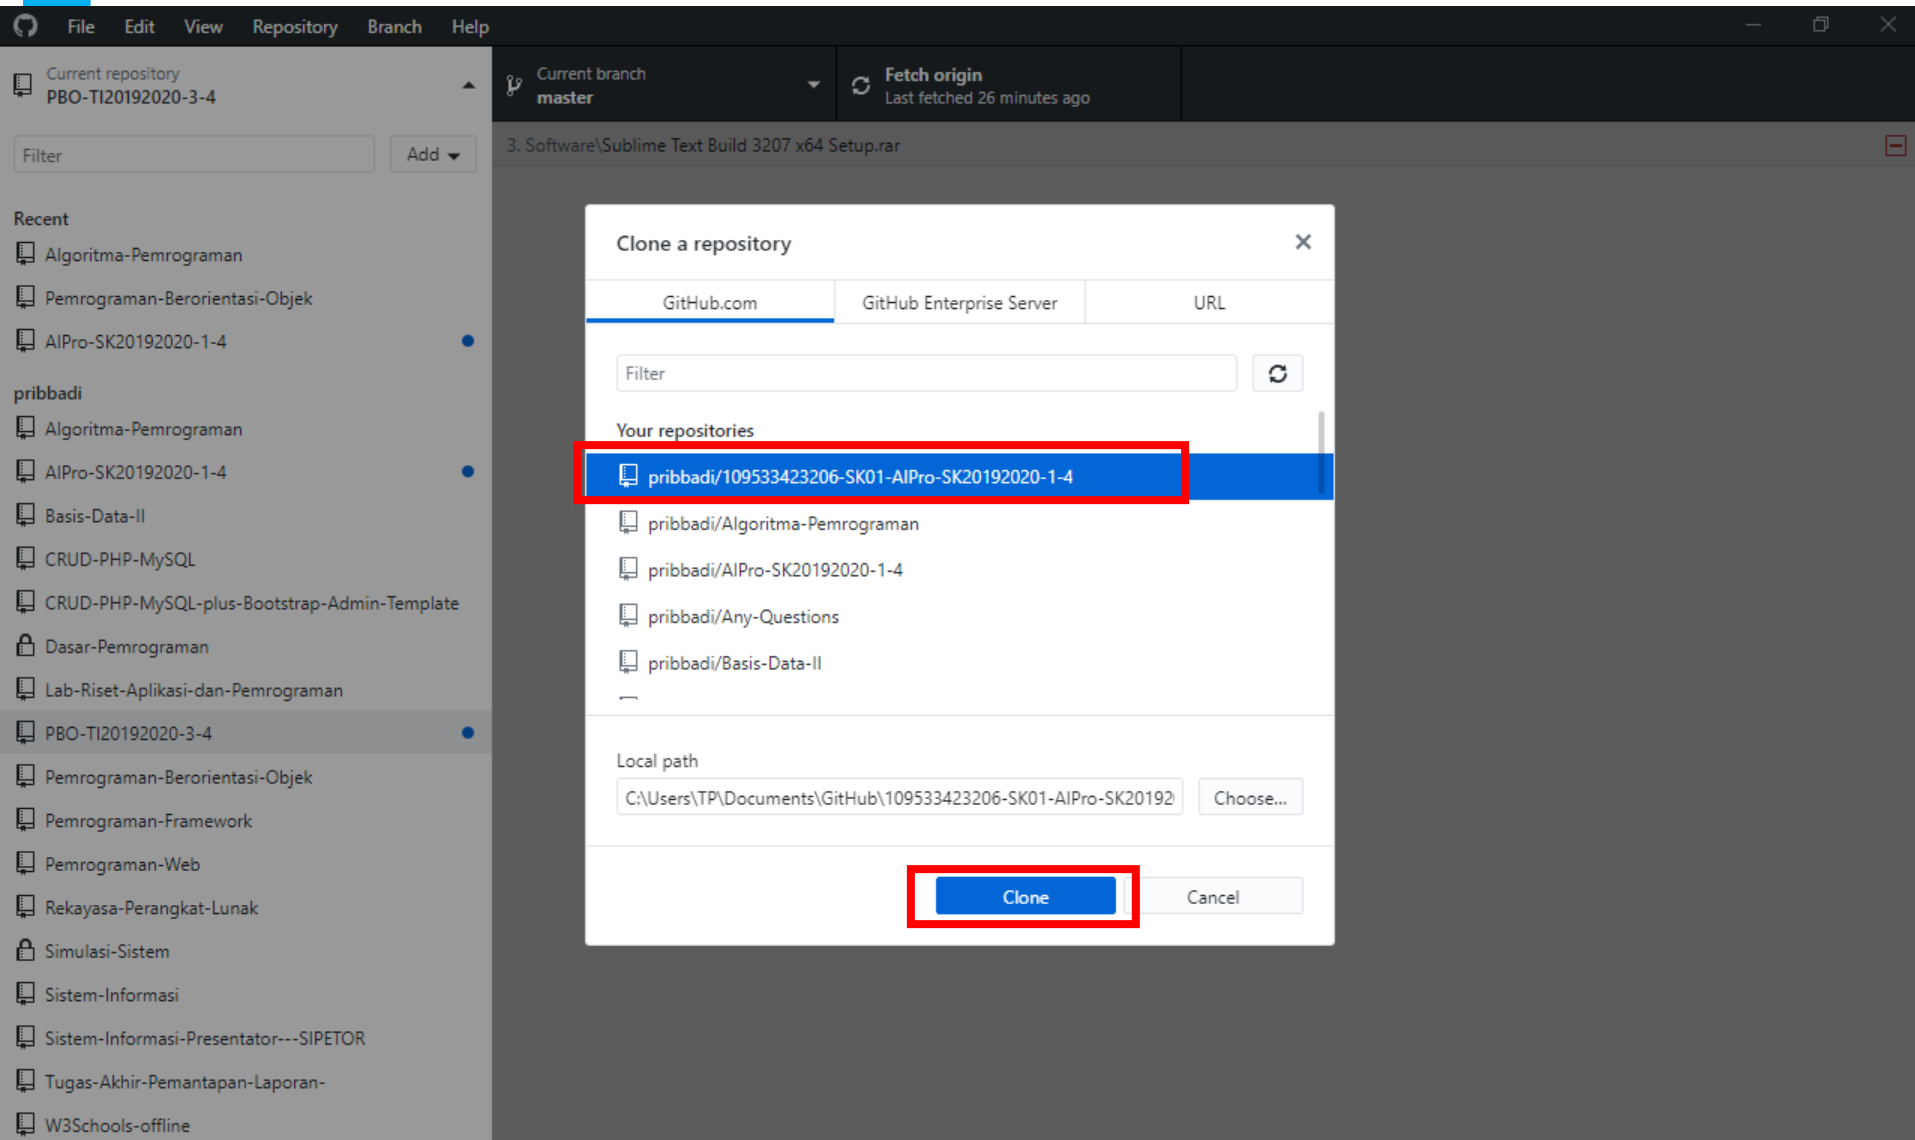 File Edit View Repository Branch Help
Current repository
PBO-TI20192020-3-4
Current branch
master
Fetch origin
Last fetched 26 minutes ago
Filter
Add
3. Software\Sublime Text Build 3207 x64 Setup.rar
Recent
Algoritma-Pemrograman
Pemrograman-Berorientasi-Objek
AlPro-SK20192020-1-4
pribbadi
Algoritma-Pemrograman
AlPro-SK20192020-1-4
Basis-Data-II
CRUD-PHP-MySQL
CRUD-PHP-MySQL-plus-Bootstrap-Admin-Template
Dasar-Pemrograman
Lab-Riset-Aplikasi-dan-Pemrograman
PBO-TI20192020-3-4
Pemrograman-Berorientasi-Objek
Pemrograman-Framework
Pemrograman-Web
Rekayasa-Perangkat-Lunak
Simulasi-Sistem
Sistem-Informasi
Sistem-Informasi-Presentator---SIPETOR
Tugas-Akhir-Pemantapan-Laporan-
W3Schools-offline
Clone a repository
GitHub.com GitHub Enterprise Server URL
Filter
Your repositories
pribbadi/109533423206-SK01-AlPro-SK20192020-1-4
pribbadi/Algoritma-Pemrograman
pribbadi/AlPro-SK20192020-1-4
pribbadi/Any-Questions
pribbadi/Basis-Data-II
Local path
C:\Users\TP\Documents\GitHub\109533423206-SK01-AlPro-SK20192
Choose...
Clone Cancel